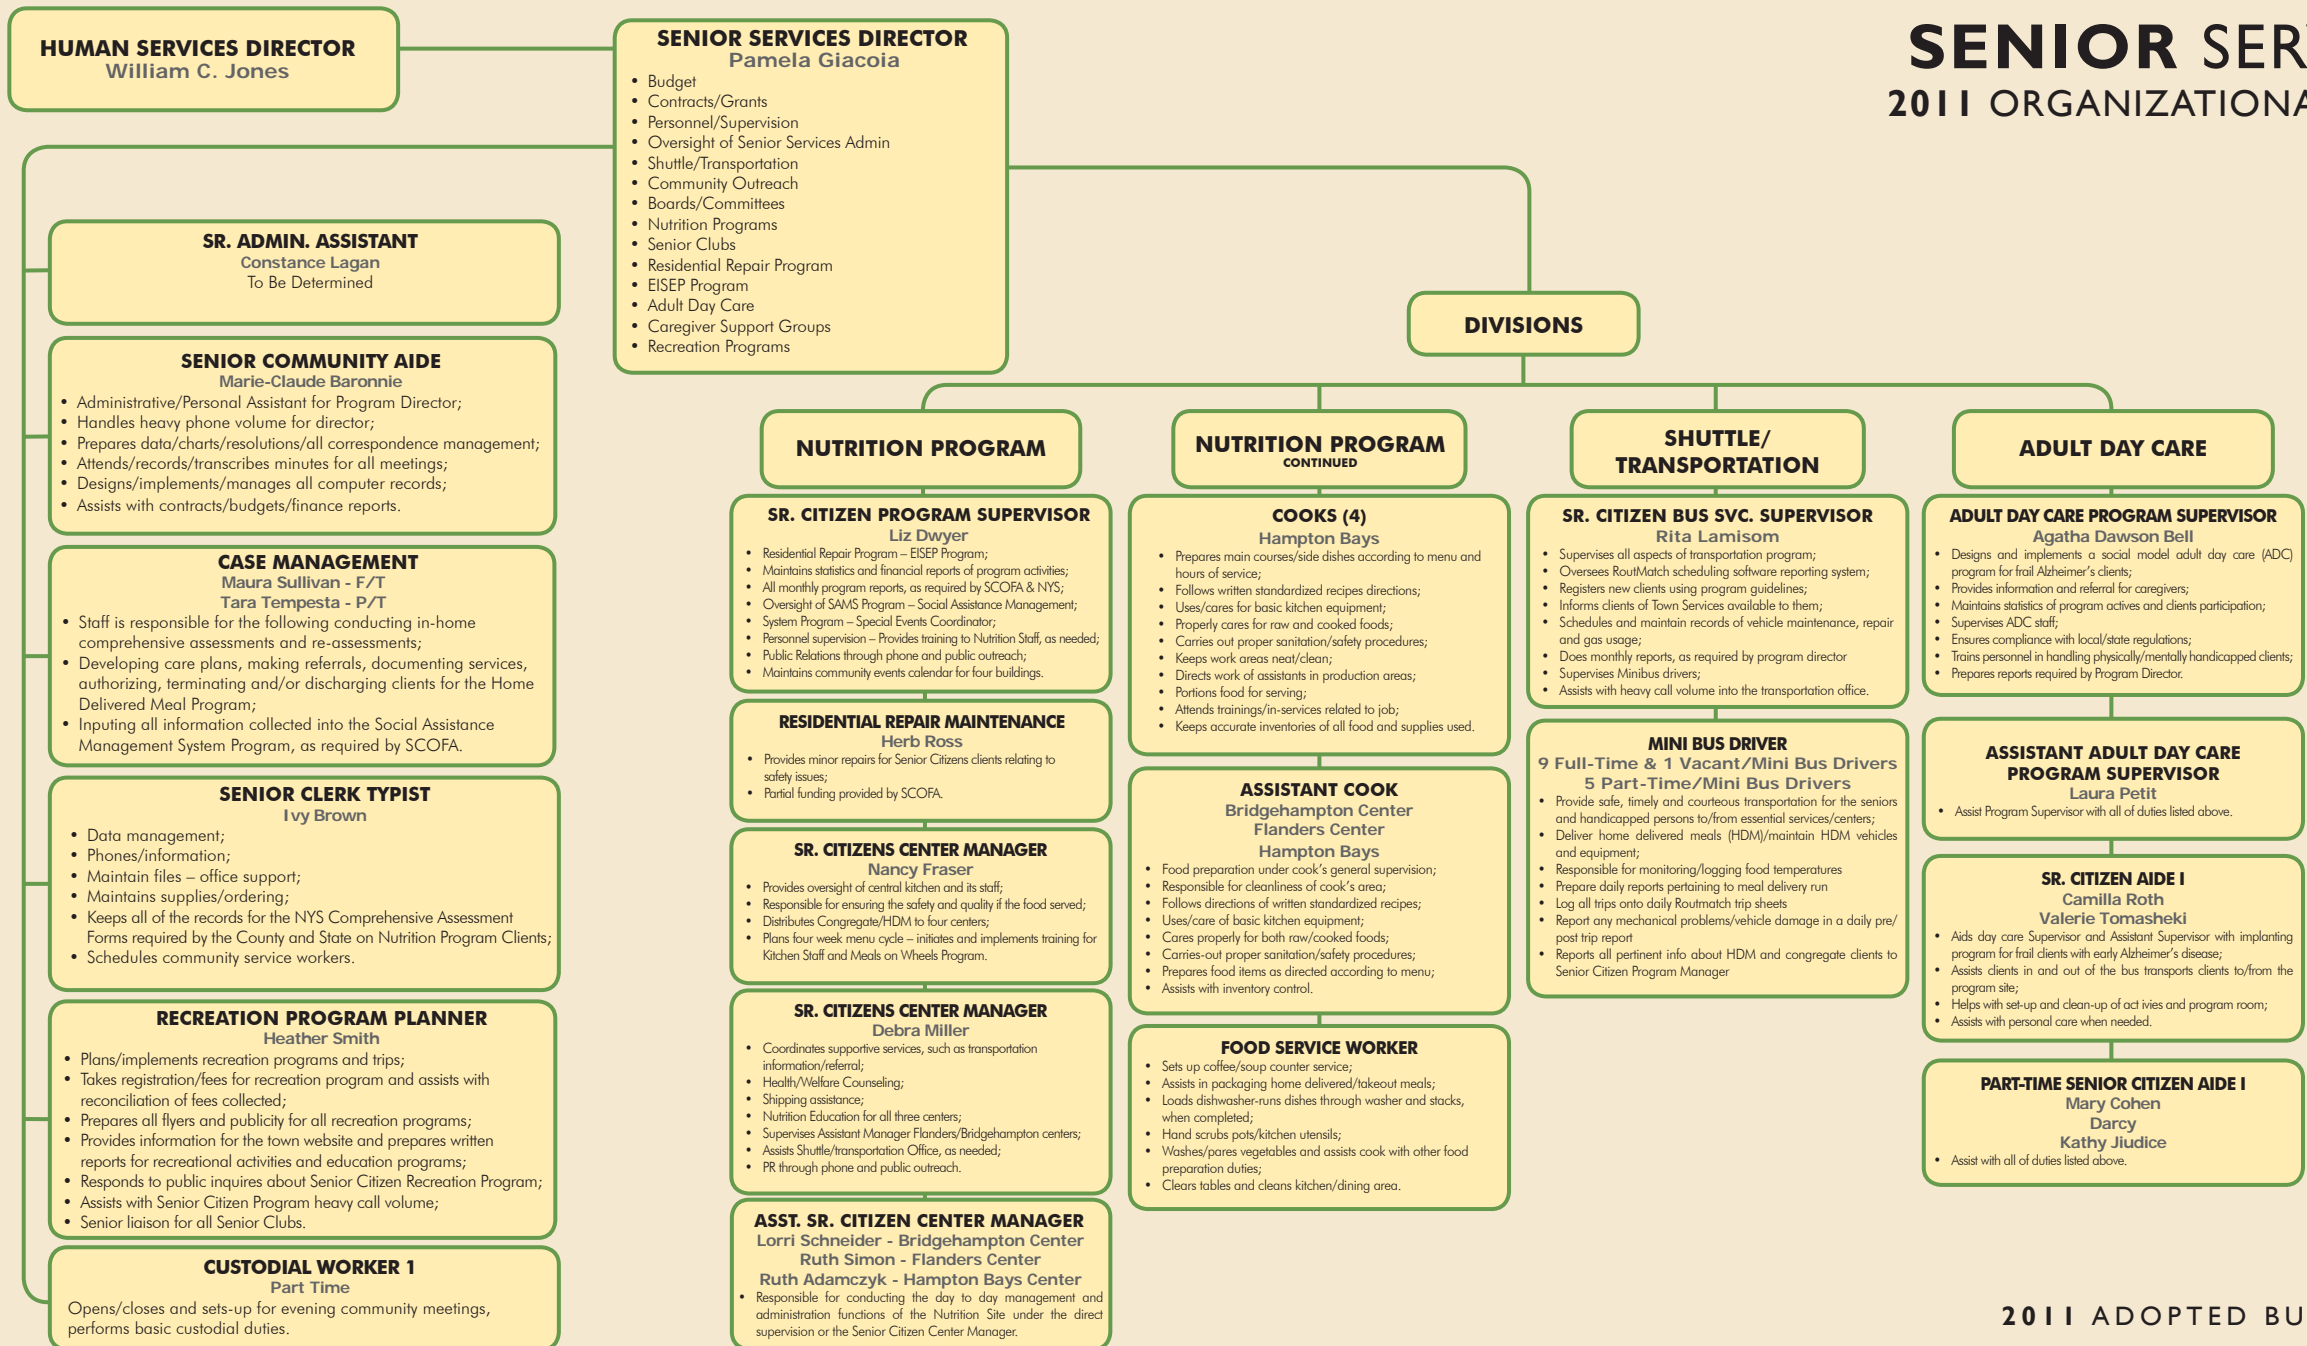 HUMAN SERVICES DIRECTOR
William C. Jones
SENIOR SERVICES DIRECTOR
Pamela Giacoia
• Budget
• Contracts/Grants
• Personnel/Supervision
• Oversight of Senior Services Admin
• Shuttle/Transportation
• Community Outreach
• Boards/Committees
• Nutrition Programs
• Senior Clubs
• Residential Repair Program
• EISEP Program
• Adult Day Care
• Caregiver Support Groups
• Recreation Programs
SENIOR SER
2011 ORGANIZATIONA
SR. ADMIN. ASSISTANT
Constance Lagan
To Be Determined
SENIOR COMMUNITY AIDE
Marie-Claude Baronnie
• Administrative/Personal Assistant for Program Director;
• Handles heavy phone volume for director;
• Prepares data/charts/resolutions/all correspondence management;
• Attends/records/transcribes minutes for all meetings;
• Designs/implements/manages all computer records;
• Assists with contracts/budgets/finance reports.
CASE MANAGEMENT
Maura Sullivan - F/T
Tara Tempesta - P/T
• Staff is responsible for the following conducting in-home
comprehensive assessments and re-assessments;
• Developing care plans, making referrals, documenting services,
authorizing, terminating and/or discharging clients for the Home
Delivered Meal Program;
• Inputing all information collected into the Social Assistance
Management System Program, as required by SCOFA.
SENIOR CLERK TYPIST
Ivy Brown
• Data management;
• Phones/information;
• Maintain files – office support;
• Maintains supplies/ordering;
• Keeps all of the records for the NYS Comprehensive Assessment
Forms required by the County and State on Nutrition Program Clients;
• Schedules community service workers.
RECREATION PROGRAM PLANNER
Heather Smith
• Plans/implements recreation programs and trips;
• Takes registration/fees for recreation program and assists with
reconciliation of fees collected;
• Prepares all flyers and publicity for all recreation programs;
• Provides information for the town website and prepares written
reports for recreational activities and education programs;
• Responds to public inquires about Senior Citizen Recreation Program;
• Assists with Senior Citizen Program heavy call volume;
• Senior liaison for all Senior Clubs.
CUSTODIAL WORKER 1
Part Time
Opens/closes and sets-up for evening community meetings,
performs basic custodial duties.
DIVISIONS
NUTRITION PROGRAM
SR. CITIZEN PROGRAM SUPERVISOR
Liz Dwyer
• Residential Repair Program – EISEP Program;
• Maintains statistics and financial reports of program activities;
• All monthly program reports, as required by SCOFA & NYS;
• Oversight of SAMS Program – Social Assistance Management;
• System Program – Special Events Coordinator;
• Personnel supervision – Provides training to Nutrition Staff, as needed;
• Public Relations through phone and public outreach;
• Maintains community events calendar for four buildings.
RESIDENTIAL REPAIR MAINTENANCE
Herb Ross
• Provides minor repairs for Senior Citizens clients relating to
safety issues;
• Partial funding provided by SCOFA.
SR. CITIZENS CENTER MANAGER
Nancy Fraser
• Provides oversight of central kitchen and its staff;
• Responsible for ensuring the safety and quality if the food served;
• Distributes Congregate/HDM to four centers;
• Plans four week menu cycle – initiates and implements training for
Kitchen Staff and Meals on Wheels Program.
SR. CITIZENS CENTER MANAGER
Debra Miller
• Coordinates supportive services, such as transportation
information/referral;
• Health/Welfare Counseling;
• Shipping assistance;
• Nutrition Education for all three centers;
• Supervises Assistant Manager Flanders/Bridgehampton centers;
• Assists Shuttle/transportation Office, as needed;
• PR through phone and public outreach.
ASST. SR. CITIZEN CENTER MANAGER
Lorri Schneider - Bridgehampton Center
Ruth Simon - Flanders Center
Ruth Adamczyk - Hampton Bays Center
• Responsible for conducting the day to day management and
administration functions of the Nutrition Site under the direct
supervision or the Senior Citizen Center Manager.
NUTRITION PROGRAM
CONTINUED
COOKS (4)
Hampton Bays
• Prepares main courses/side dishes according to menu and
hours of service;
• Follows written standardized recipes directions;
• Uses/cares for basic kitchen equipment;
• Properly cares for raw and cooked foods;
• Carries out proper sanitation/safety procedures;
• Keeps work areas neat/clean;
• Directs work of assistants in production areas;
• Portions food for serving;
• Attends trainings/in-services related to job;
• Keeps accurate inventories of all food and supplies used.
ASSISTANT COOK
Bridgehampton Center
Flanders Center
Hampton Bays
• Food preparation under cook's general supervision;
• Responsible for cleanliness of cook's area;
• Follows directions of written standardized recipes;
• Uses/care of basic kitchen equipment;
• Cares properly for both raw/cooked foods;
• Carries-out proper sanitation/safety procedures;
• Prepares food items as directed according to menu;
• Assists with inventory control.
FOOD SERVICE WORKER
• Sets up coffee/soup counter service;
• Assists in packaging home delivered/takeout meals;
• Loads dishwasher-runs dishes through washer and stacks,
when completed;
• Hand scrubs pots/kitchen utensils;
• Washes/pares vegetables and assists cook with other food
preparation duties;
• Clears tables and cleans kitchen/dining area.
SHUTTLE/
TRANSPORTATION
SR. CITIZEN BUS SVC. SUPERVISOR
Rita Lamisom
• Supervises all aspects of transportation program;
• Oversees RoutMatch scheduling software reporting system;
• Registers new clients using program guidelines;
• Informs clients of Town Services available to them;
• Schedules and maintain records of vehicle maintenance, repair
and gas usage;
• Does monthly reports, as required by program director
• Supervises Minibus drivers;
• Assists with heavy call volume into the transportation office.
MINI BUS DRIVER
9 Full-Time & 1 Vacant/Mini Bus Drivers
5 Part-Time/Mini Bus Drivers
• Provide safe, timely and courteous transportation for the seniors
and handicapped persons to/from essential services/centers;
• Deliver home delivered meals (HDM)/maintain HDM vehicles
and equipment;
• Responsible for monitoring/logging food temperatures
• Prepare daily reports pertaining to meal delivery run
• Log all trips onto daily Routmatch trip sheets
• Report any mechanical problems/vehicle damage in a daily pre/
post trip report
• Reports all pertinent info about HDM and congregate clients to
Senior Citizen Program Manager
ADULT DAY CARE
ADULT DAY CARE PROGRAM SUPERVISOR
Agatha Dawson Bell
• Designs and implements a social model adult day care (ADC)
program for frail Alzheimer's clients;
• Provides information and referral for caregivers;
• Maintains statistics of program actives and clients participation;
• Supervises ADC staff;
• Ensures compliance with local/state regulations;
• Trains personnel in handling physically/mentally handicapped clients;
• Prepares reports required by Program Director.
ASSISTANT ADULT DAY CARE
PROGRAM SUPERVISOR
Laura Petit
• Assist Program Supervisor with all of duties listed above.
SR. CITIZEN AIDE I
Camilla Roth
Valerie Tomasheki
• Aids day care Supervisor and Assistant Supervisor with implanting
program for frail clients with early Alzheimer's disease;
• Assists clients in and out of the bus transports clients to/from the
program site;
• Helps with set-up and clean-up of act ivies and program room;
• Assists with personal care when needed.
PART-TIME SENIOR CITIZEN AIDE I
Mary Cohen
Darcy
Kathy Jiudice
• Assist with all of duties listed above.
2011 ADOPTED BU